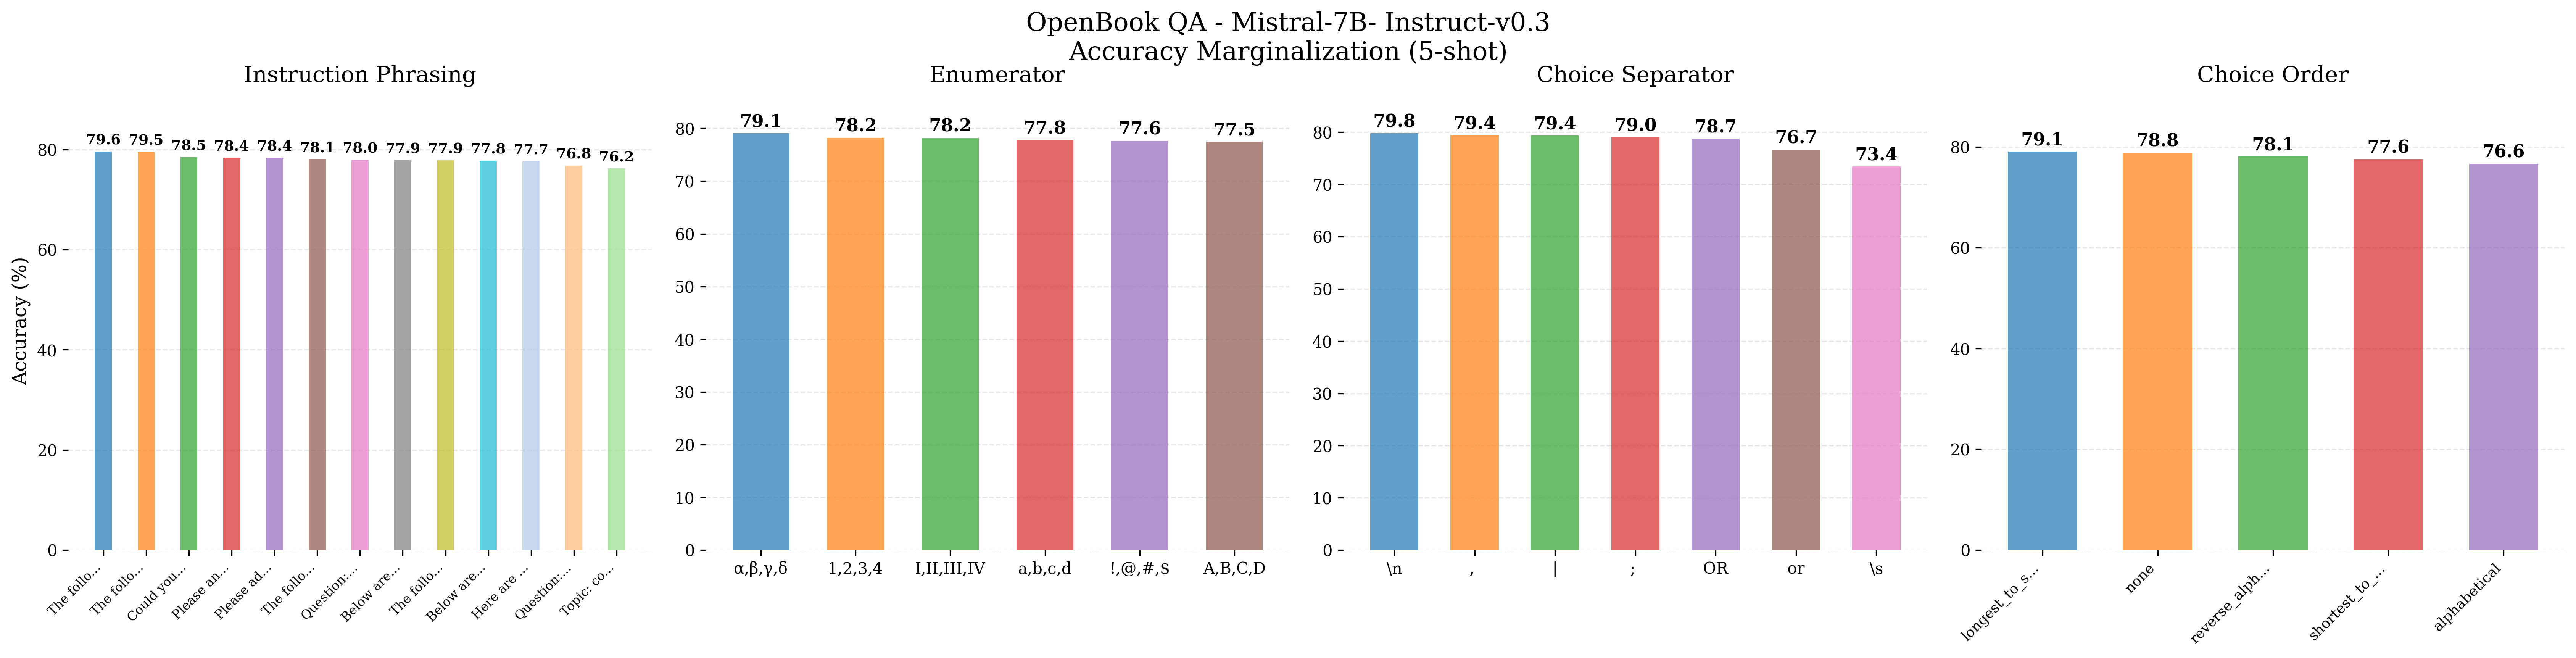 OpenBook QA - Mistral-7B- Instruct-v0.3
Accuracy Marginalization (5-shot)
Instruction Phrasing
Accuracy (%)
80
60
40
20
0
79.6 79.5 78.5 78.4 78.4 78.1 78.0 77.9 77.9 77.8 77.7 76.8 76.2
The follo...
The follo...
Could you...
Please an...
Please ad...
The follo...
Question:...
Below are...
The follo...
Below are...
Here are ...
Question:...
Topic: co...
Enumerator
80
70
60
50
40
30
20
10
0
79.1 78.2 78.2 77.8 77.6 77.5
α,β,γ,δ 1,2,3,4 I,II,III,IV a,b,c,d !,@,#,$ A,B,C,D
Choice Separator
80
70
60
50
40
30
20
10
0
79.8 79.4 79.4 79.0 78.7 76.7 73.4
\n , | ; OR or \s
Choice Order
80
60
40
20
0
79.1 78.8 78.1 77.6 76.6
longest_to_s...
none
reverse_alph...
shortest_to_...
alphabetical